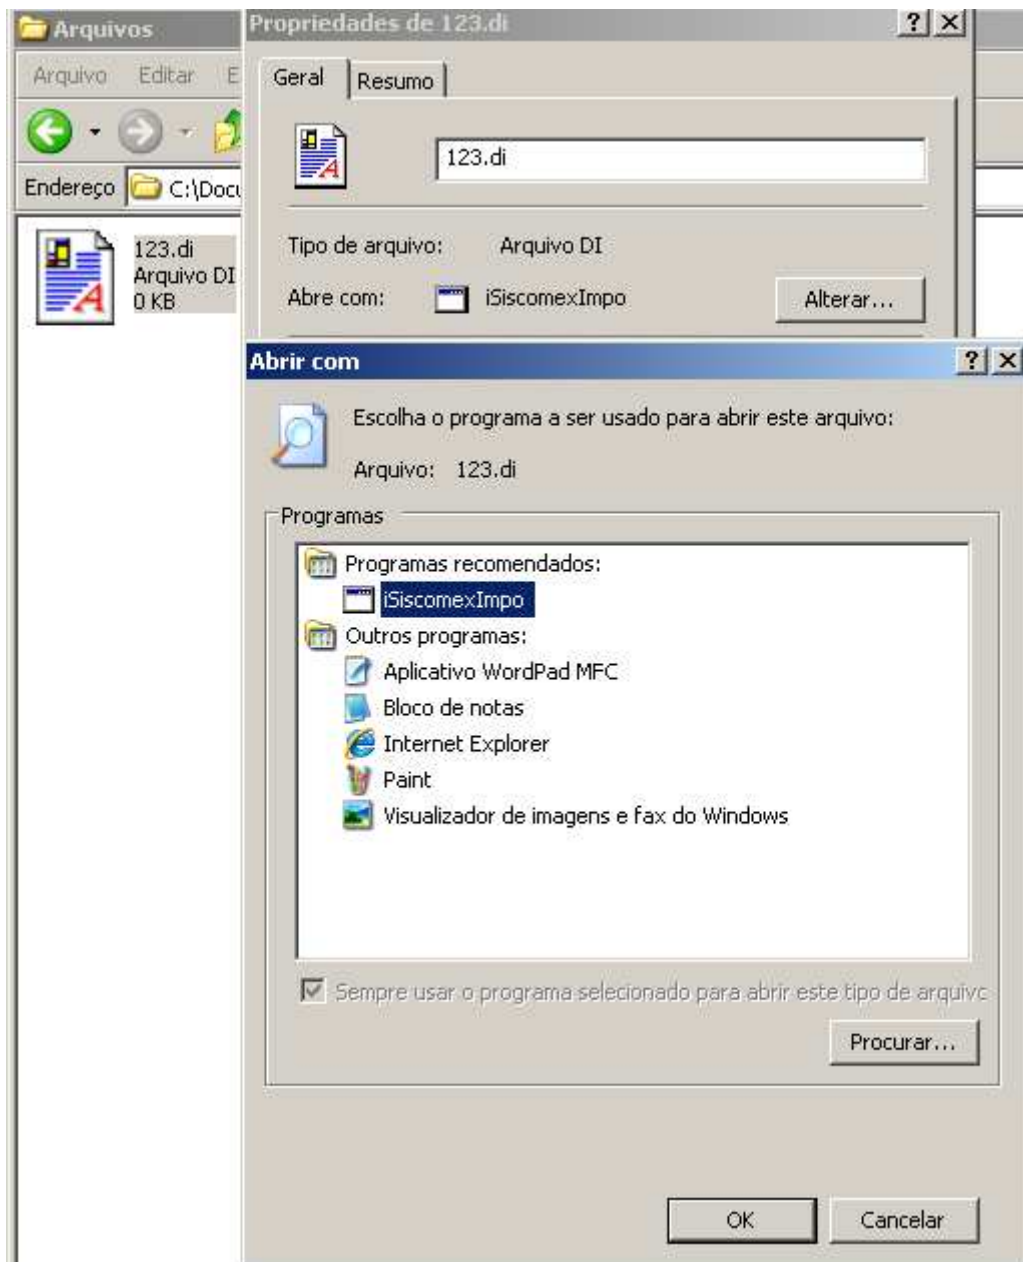 Arquivos
Propriedades de 123.di
Arquivo Editar E
Geral Resumo
123.di
Endereço C:\Docu
123.di
Arquivo DI
0 KB
Tipo de arquivo: Arquivo DI
Abre com: iSiscomexImpo Alterar...
Abrir com
Escolha o programa a ser usado para abrir este arquivo:
Arquivo: 123.di
Programas
Programas recomendados:
iSiscomexImpo
Outros programas:
Aplicativo WordPad MFC
Bloco de notas
Internet Explorer
Paint
Visualizador de imagens e fax do Windows
Sempre usar o programa selecionado para abrir este tipo de arquivc
Procurar...
OK Cancelar